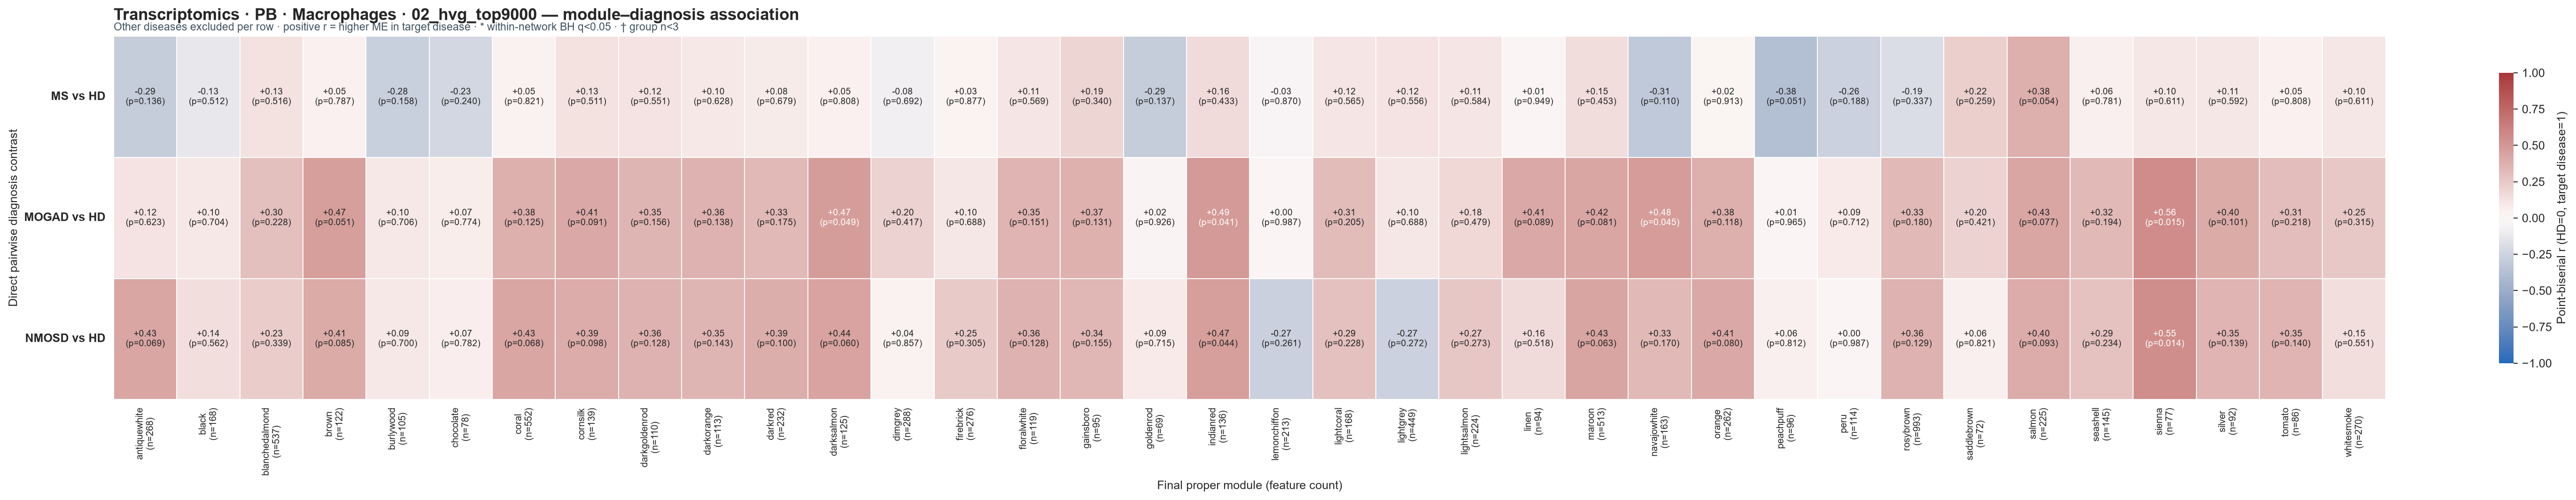 Transcriptomics · PB · Macrophages · 02_hvg_top9000 — module–diagnosis association
Other diseases excluded per row · positive r = higher ME in target disease · * within-network BH q<0.05 · † group n<3
Direct pairwise diagnosis contrast
MS vs HD
-0.29 -0.13 +0.13 +0.05 -0.28 -0.23 +0.05 +0.13 +0.12 +0.10 +0.08 +0.05 -0.08 +0.03 +0.11 +0.19 -0.29 +0.16 -0.03 +0.12 +0.12 +0.11 +0.01 +0.15 -0.31 +0.02 -0.38 -0.26 -0.19 +0.22 +0.38 +0.06 +0.10 +0.11 +0.05 +0.10
(p=0.136) (p=0.512) (p=0.516) (p=0.787) (p=0.158) (p=0.240) (p=0.821) (p=0.511) (p=0.551) (p=0.628) (p=0.679) (p=0.808) (p=0.692) (p=0.877) (p=0.569) (p=0.340) (p=0.137) (p=0.433) (p=0.870) (p=0.565) (p=0.556) (p=0.584) (p=0.949) (p=0.453) (p=0.110) (p=0.913) (p=0.051) (p=0.188) (p=0.337) (p=0.259) (p=0.054) (p=0.781) (p=0.611) (p=0.592) (p=0.808) (p=0.611)
MOGAD vs HD
+0.12 +0.10 +0.30 +0.47 +0.10 +0.07 +0.38 +0.41 +0.35 +0.36 +0.33 +0.47 +0.20 +0.10 +0.35 +0.37 +0.02 +0.49 +0.00 +0.31 +0.10 +0.18 +0.41 +0.42 +0.48 +0.38 +0.01 +0.09 +0.33 +0.20 +0.43 +0.32 +0.56 +0.40 +0.31 +0.25
(p=0.623) (p=0.704) (p=0.228) (p=0.051) (p=0.706) (p=0.774) (p=0.125) (p=0.091) (p=0.156) (p=0.138) (p=0.175) (p=0.049) (p=0.417) (p=0.688) (p=0.151) (p=0.131) (p=0.926) (p=0.041) (p=0.987) (p=0.205) (p=0.688) (p=0.479) (p=0.089) (p=0.081) (p=0.045) (p=0.118) (p=0.965) (p=0.712) (p=0.180) (p=0.421) (p=0.077) (p=0.194) (p=0.015) (p=0.101) (p=0.218) (p=0.315)
NMOSD vs HD
+0.43 +0.14 +0.23 +0.41 +0.09 +0.07 +0.43 +0.39 +0.36 +0.35 +0.39 +0.44 +0.04 +0.25 +0.36 +0.34 +0.09 +0.47 -0.27 +0.29 -0.27 +0.27 +0.16 +0.43 +0.33 +0.41 +0.06 +0.00 +0.36 +0.06 +0.40 +0.29 +0.55 +0.35 +0.35 +0.15
(p=0.069) (p=0.562) (p=0.339) (p=0.085) (p=0.700) (p=0.782) (p=0.068) (p=0.098) (p=0.128) (p=0.143) (p=0.100) (p=0.060) (p=0.857) (p=0.305) (p=0.128) (p=0.155) (p=0.715) (p=0.044) (p=0.261) (p=0.228) (p=0.272) (p=0.273) (p=0.518) (p=0.063) (p=0.170) (p=0.080) (p=0.812) (p=0.987) (p=0.129) (p=0.821) (p=0.093) (p=0.234) (p=0.014) (p=0.139) (p=0.140) (p=0.551)
antiquewhite
(n=268)
black
(n=168)
blanchedalmond
(n=537)
brown
(n=122)
burlywood
(n=105)
chocolate
(n=78)
coral
(n=552)
cornsilk
(n=139)
darkgoldenrod
(n=110)
darkorange
(n=113)
darkred
(n=232)
darksalmon
(n=125)
dimgrey
(n=288)
firebrick
(n=276)
floralwhite
(n=119)
gainsboro
(n=95)
goldenrod
(n=69)
indianred
(n=136)
lemonchiffon
(n=213)
lightcoral
(n=168)
lightgrey
(n=449)
lightsalmon
(n=224)
linen
(n=94)
maroon
(n=513)
navajowhite
(n=163)
orange
(n=262)
peachpuff
(n=96)
peru
(n=114)
rosybrown
(n=993)
saddlebrown
(n=72)
salmon
(n=225)
seashell
(n=145)
sienna
(n=77)
silver
(n=92)
tomato
(n=86)
whitesmoke
(n=270)
Final proper module (feature count)
1.00
0.75
0.50
0.25
0.00
−0.25
−0.50
−0.75
−1.00
Point-biserial r (HD=0, target disease=1)